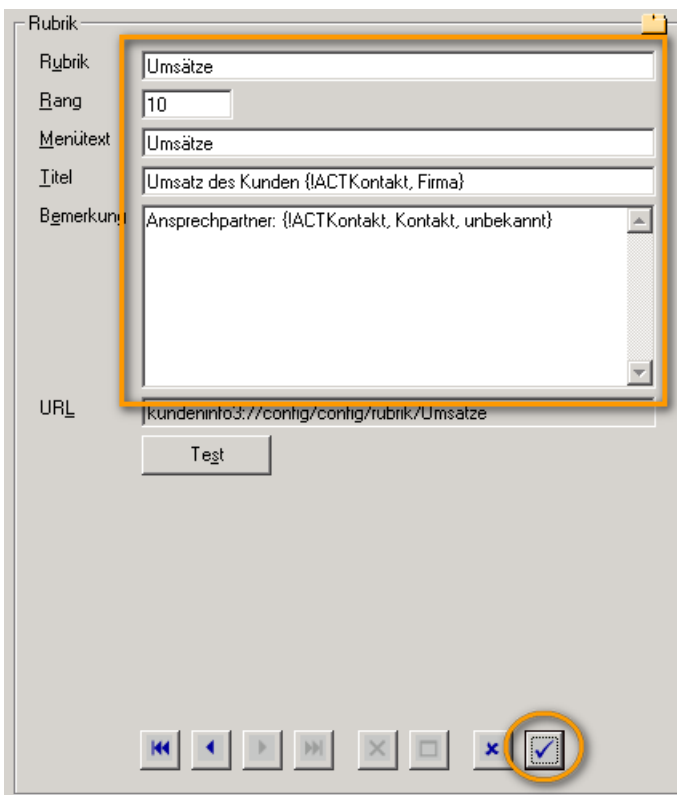 Rubrik
Rubrik Umsätze
Rang 10
Menütext Umsätze
Titel Umsatz des Kunden {!ACTKontakt, Firma}
Bemerkung Ansprechpartner: {!ACTKontakt, Kontakt, unbekannt}
URL kundeninfo3://config/config/rubrik/Umsätze
Test